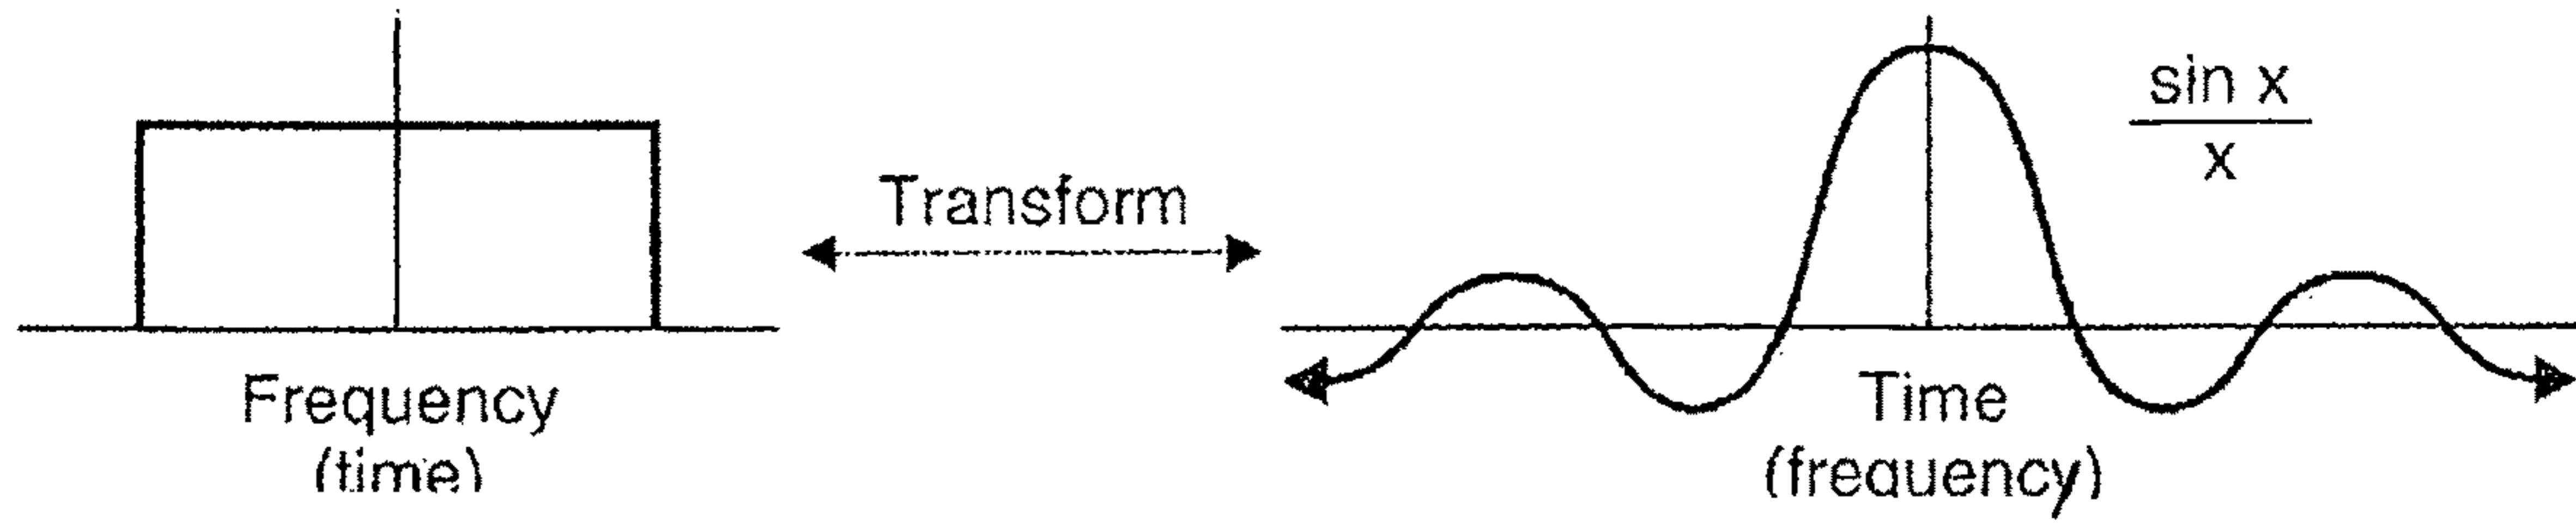 Frequency
(time)
Transform
sin x
x
Time
(frequency)